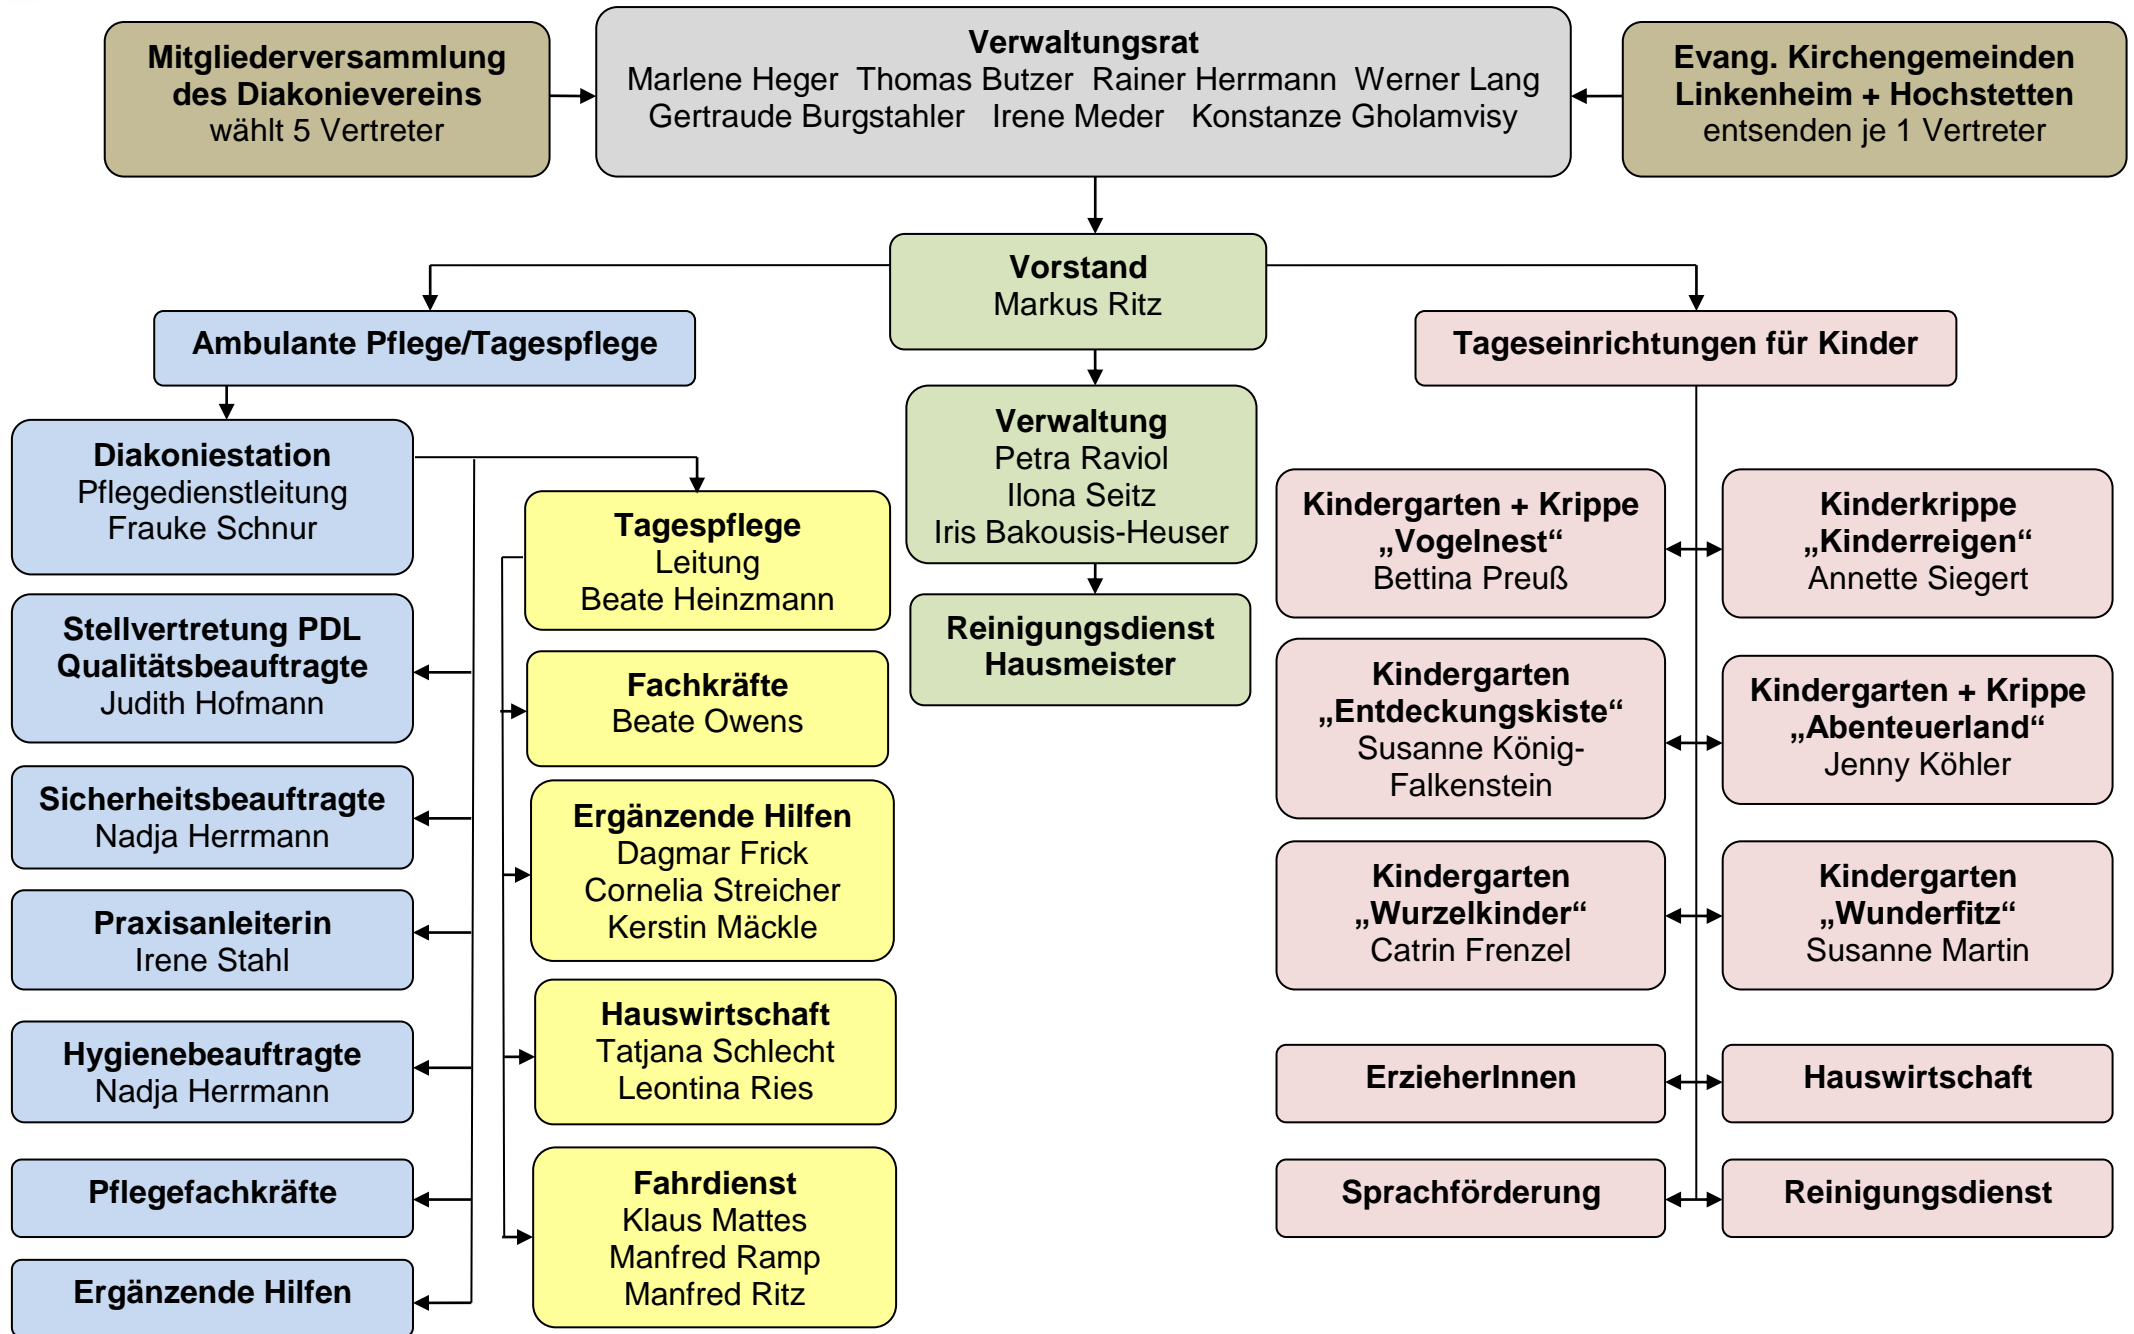 Mitgliederversammlung
des Diakonievereins
wählt 5 Vertreter
Verwaltungsrat
Marlene Heger  Thomas Butzer  Rainer Herrmann  Werner Lang
Gertraude Burgstahler   Irene Meder   Konstanze Gholamvisy
Evang. Kirchengemeinden
Linkenheim + Hochstetten
entsenden je 1 Vertreter
Vorstand
Markus Ritz
Ambulante Pflege/Tagespflege
Tageseinrichtungen für Kinder
Diakoniestation
Pflegedienstleitung
Frauke Schnur
Stellvertretung PDL
Qualitätsbeauftragte
Judith Hofmann
Sicherheitsbeauftragte
Nadja Herrmann
Praxisanleiterin
Irene Stahl
Hygienebeauftragte
Nadja Herrmann
Pflegefachkräfte
Ergänzende Hilfen
Tagespflege
Leitung
Beate Heinzmann
Fachkräfte
Beate Owens
Ergänzende Hilfen
Dagmar Frick
Cornelia Streicher
Kerstin Mäckle
Hauswirtschaft
Tatjana Schlecht
Leontina Ries
Fahrdienst
Klaus Mattes
Manfred Ramp
Manfred Ritz
Verwaltung
Petra Raviol
Ilona Seitz
Iris Bakousis-Heuser
Reinigungsdienst
Hausmeister
Kindergarten + Krippe
„Vogelnest“
Bettina Preuß
Kinderkrippe
„Kinderreigen“
Annette Siegert
Kindergarten
„Entdeckungskiste“
Susanne König-
Falkenstein
Kindergarten + Krippe
„Abenteuerland“
Jenny Köhler
Kindergarten
„Wurzelkinder“
Catrin Frenzel
Kindergarten
„Wunderfitz“
Susanne Martin
ErzieherInnen
Hauswirtschaft
Sprachförderung
Reinigungsdienst